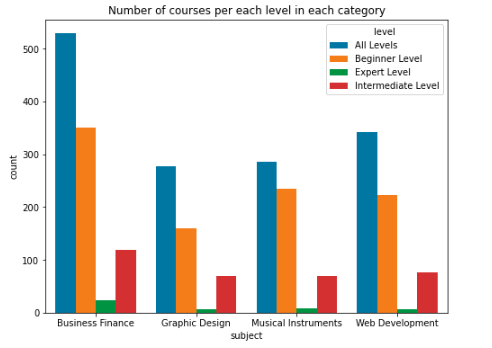 Number of courses per each level in each category
level
All Levels
Beginner Level
Expert Level
Intermediate Level
500
400
300
200
100
0
count
Business Finance Graphic Design Musical Instruments Web Development
subject